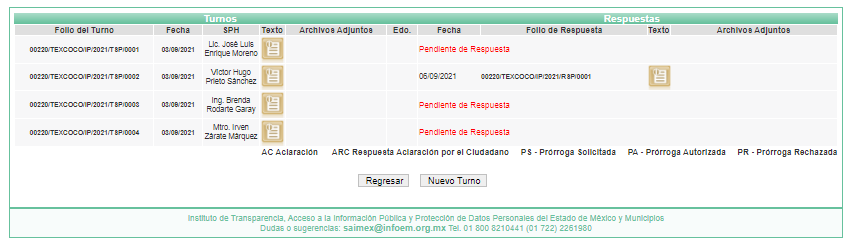 Turnos Respuestas
Folio del Turno Fecha SPH Texto Archivos Adjuntos Edo. Fecha Folio de Respuesta Texto Archivos Adjuntos
00220/TEXCOCO/IP/2021/TSP/0001 03/09/2021 Lic. José Luis Enrique Moreno Pendiente de Respuesta
00220/TEXCOCO/IP/2021/TSP/0002 03/09/2021 Víctor Hugo Prieto Sánchez 06/09/2021 00220/TEXCOCO/IP/2021/RSP/0001
00220/TEXCOCO/IP/2021/TSP/0003 03/09/2021 Ing. Brenda Rodarte Garay Pendiente de Respuesta
00220/TEXCOCO/IP/2021/TSP/0004 03/09/2021 Mtro. Irven Zárate Márquez Pendiente de Respuesta
AC Aclaración ARC Respuesta Aclaración por el Ciudadano PS - Prórroga Solicitada PA - Prórroga Autorizada PR - Prórroga Rechazada
Regresar Nuevo Turno
Instituto de Transparencia, Acceso a la Información Pública y Protección de Datos Personales del Estado de México y Municipios
Dudas o sugerencias: saimex@infoem.org.mx Tel. 01 800 8210441 (01 722) 2261980